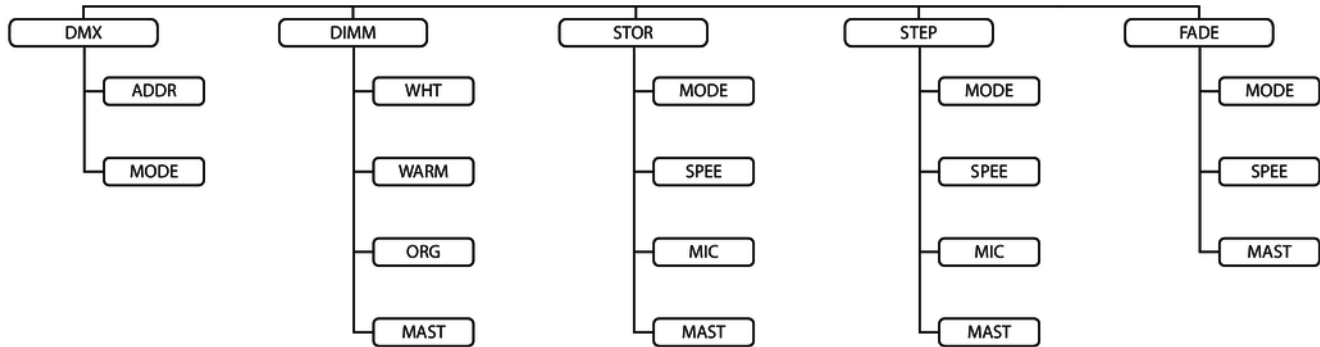 DMX
DIMM
STOR
STEP
FADE
ADDR
WHT
MODE
MODE
MODE
MODE
WARM
SPEE
SPEE
SPEE
ORG
MIC
MIC
MAST
MAST
MAST
MAST